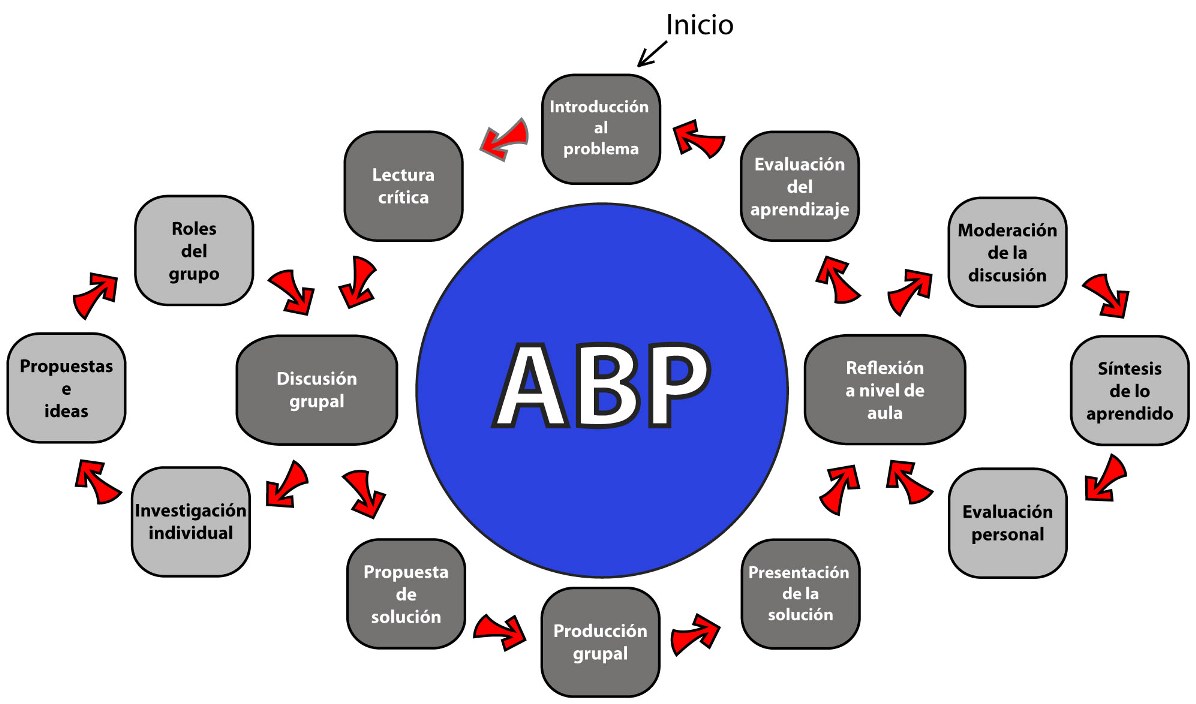 Inicio
Introducción
al
problema
Lectura
crítica
Evaluación
del
aprendizaje
Roles
del
grupo
Moderación
de la
discusión
Propuestas
e
ideas
Discusión
grupal
ABP
Reflexión
a nivel de
aula
Síntesis
de lo
aprendido
Investigación
individual
Evaluación
personal
Propuesta
de
solución
Presentación
de la
solución
Producción
grupal